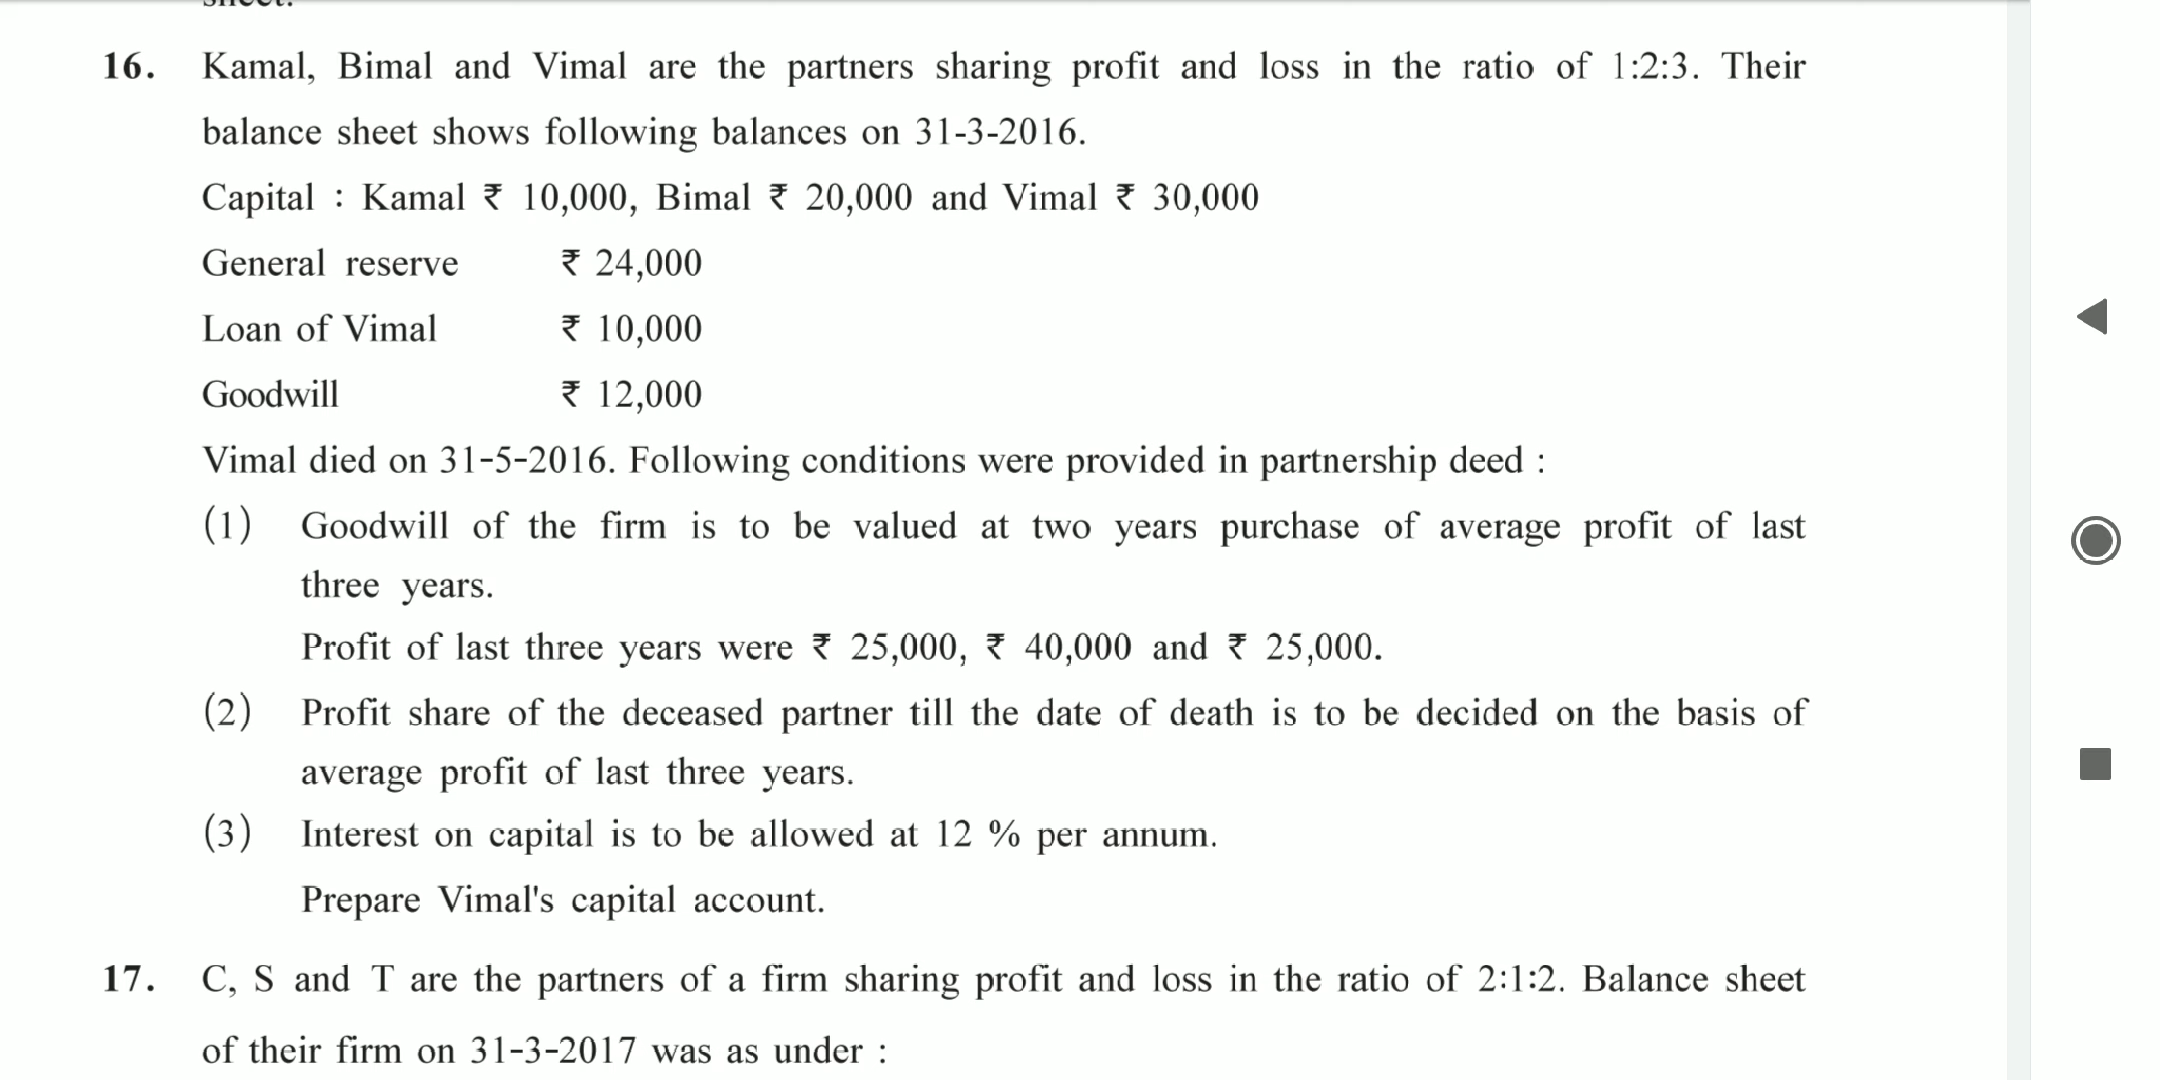 16. Kamal, Bimal and Vimal are the partners sharing profit and loss in the ratio of 1:2:3. Their
balance sheet shows following balances on 31-3-2016.
Capital : Kamal ₹ 10,000, Bimal ₹ 20,000 and Vimal ₹ 30,000
General reserve ₹ 24,000
Loan of Vimal ₹ 10,000
Goodwill ₹ 12,000
Vimal died on 31-5-2016. Following conditions were provided in partnership deed :
(1) Goodwill of the firm is to be valued at two years purchase of average profit of last
three years.
Profit of last three years were ₹ 25,000, ₹ 40,000 and ₹ 25,000.
(2) Profit share of the deceased partner till the date of death is to be decided on the basis of
average profit of last three years.
(3) Interest on capital is to be allowed at 12 % per annum.
Prepare Vimal's capital account.
17. C, S and T are the partners of a firm sharing profit and loss in the ratio of 2:1:2. Balance sheet
of their firm on 31-3-2017 was as under :